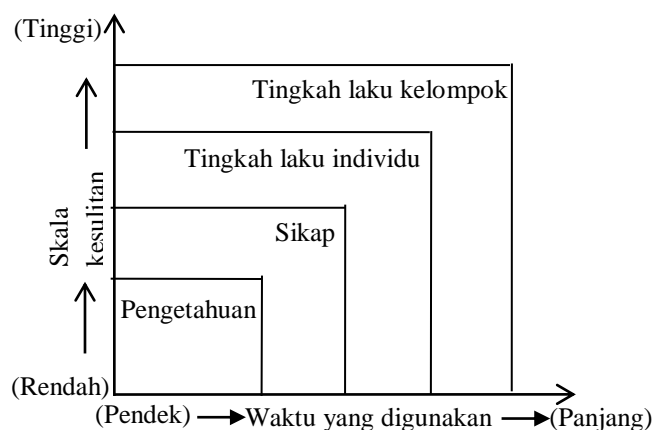 (Tinggi)
Tingkah laku kelompok
Tingkah laku individu
Skala
kesulitan
Sikap
Pengetahuan
(Rendah)
(Pendek) Waktu yang digunakan (Panjang)